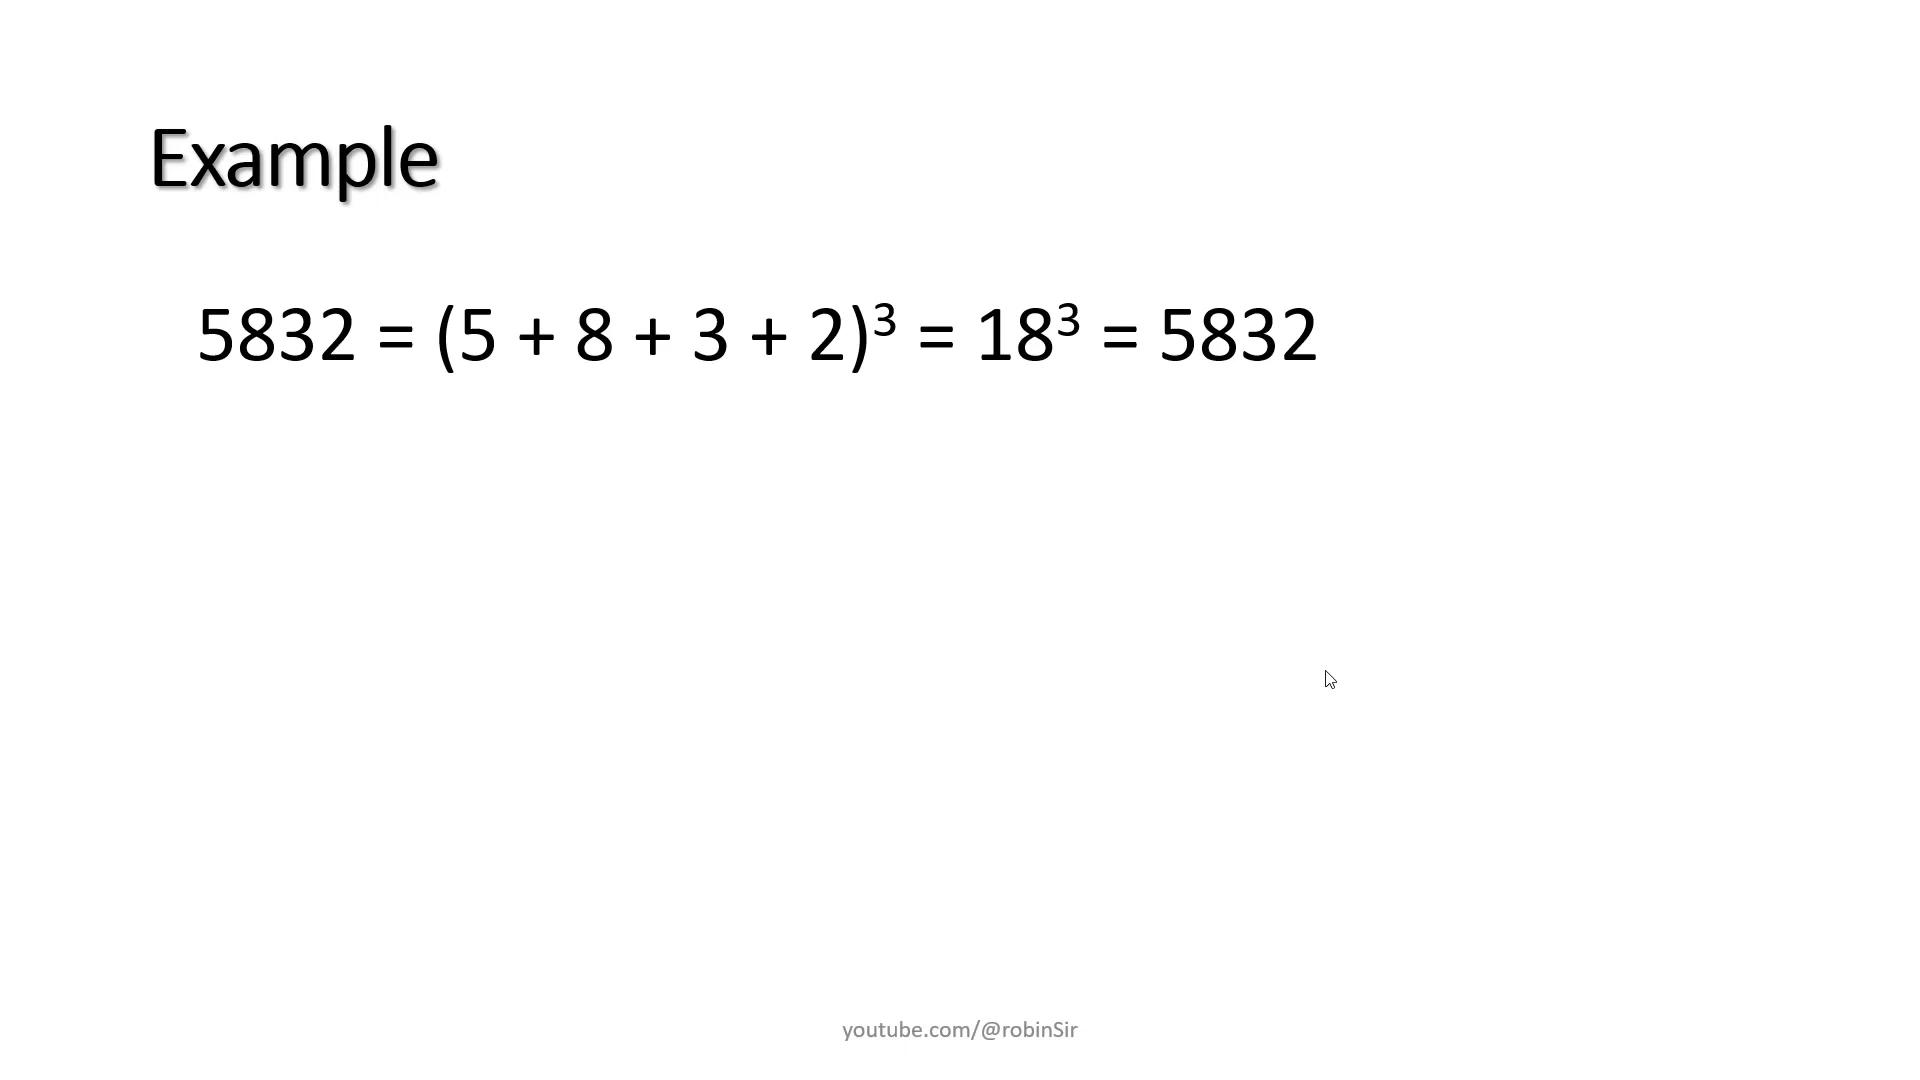 Example
5832 = (5 + 8 + 3 + 2)³ = 18³ = 5832
youtube.com/@robinSir